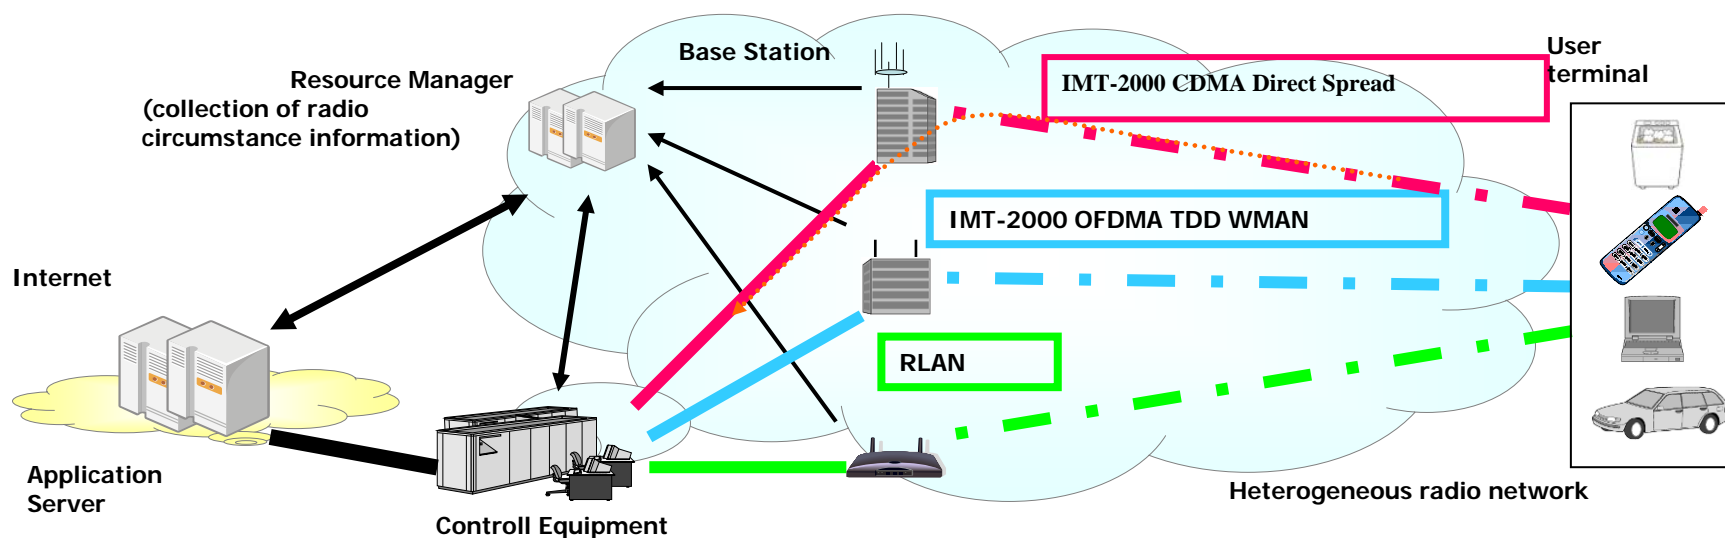 Base Station
User
terminal
Resource Manager
(collection of radio
circumstance information)
IMT-2000 CDMA Direct Spread
IMT-2000 OFDMA TDD WMAN
Internet
RLAN
Application
Server
Heterogeneous radio network
Controll Equipment